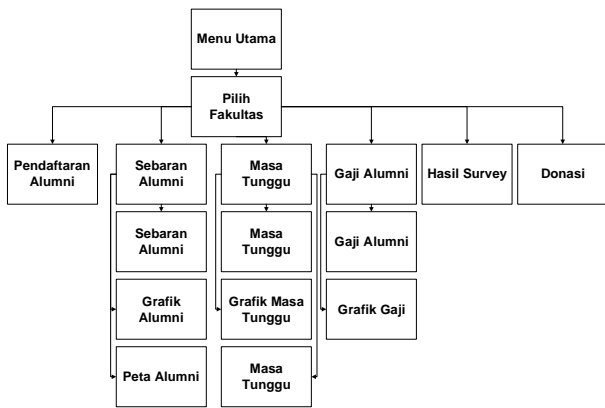 Menu Utama
Pilih
Fakultas
Pendaftaran
Alumni
Sebaran
Alumni
Masa
Tunggu
Gaji Alumni
Hasil Survey
Donasi
Sebaran
Alumni
Masa
Tunggu
Gaji Alumni
Grafik
Alumni
Grafik Masa
Tunggu
Grafik Gaji
Peta Alumni
Masa
Tunggu